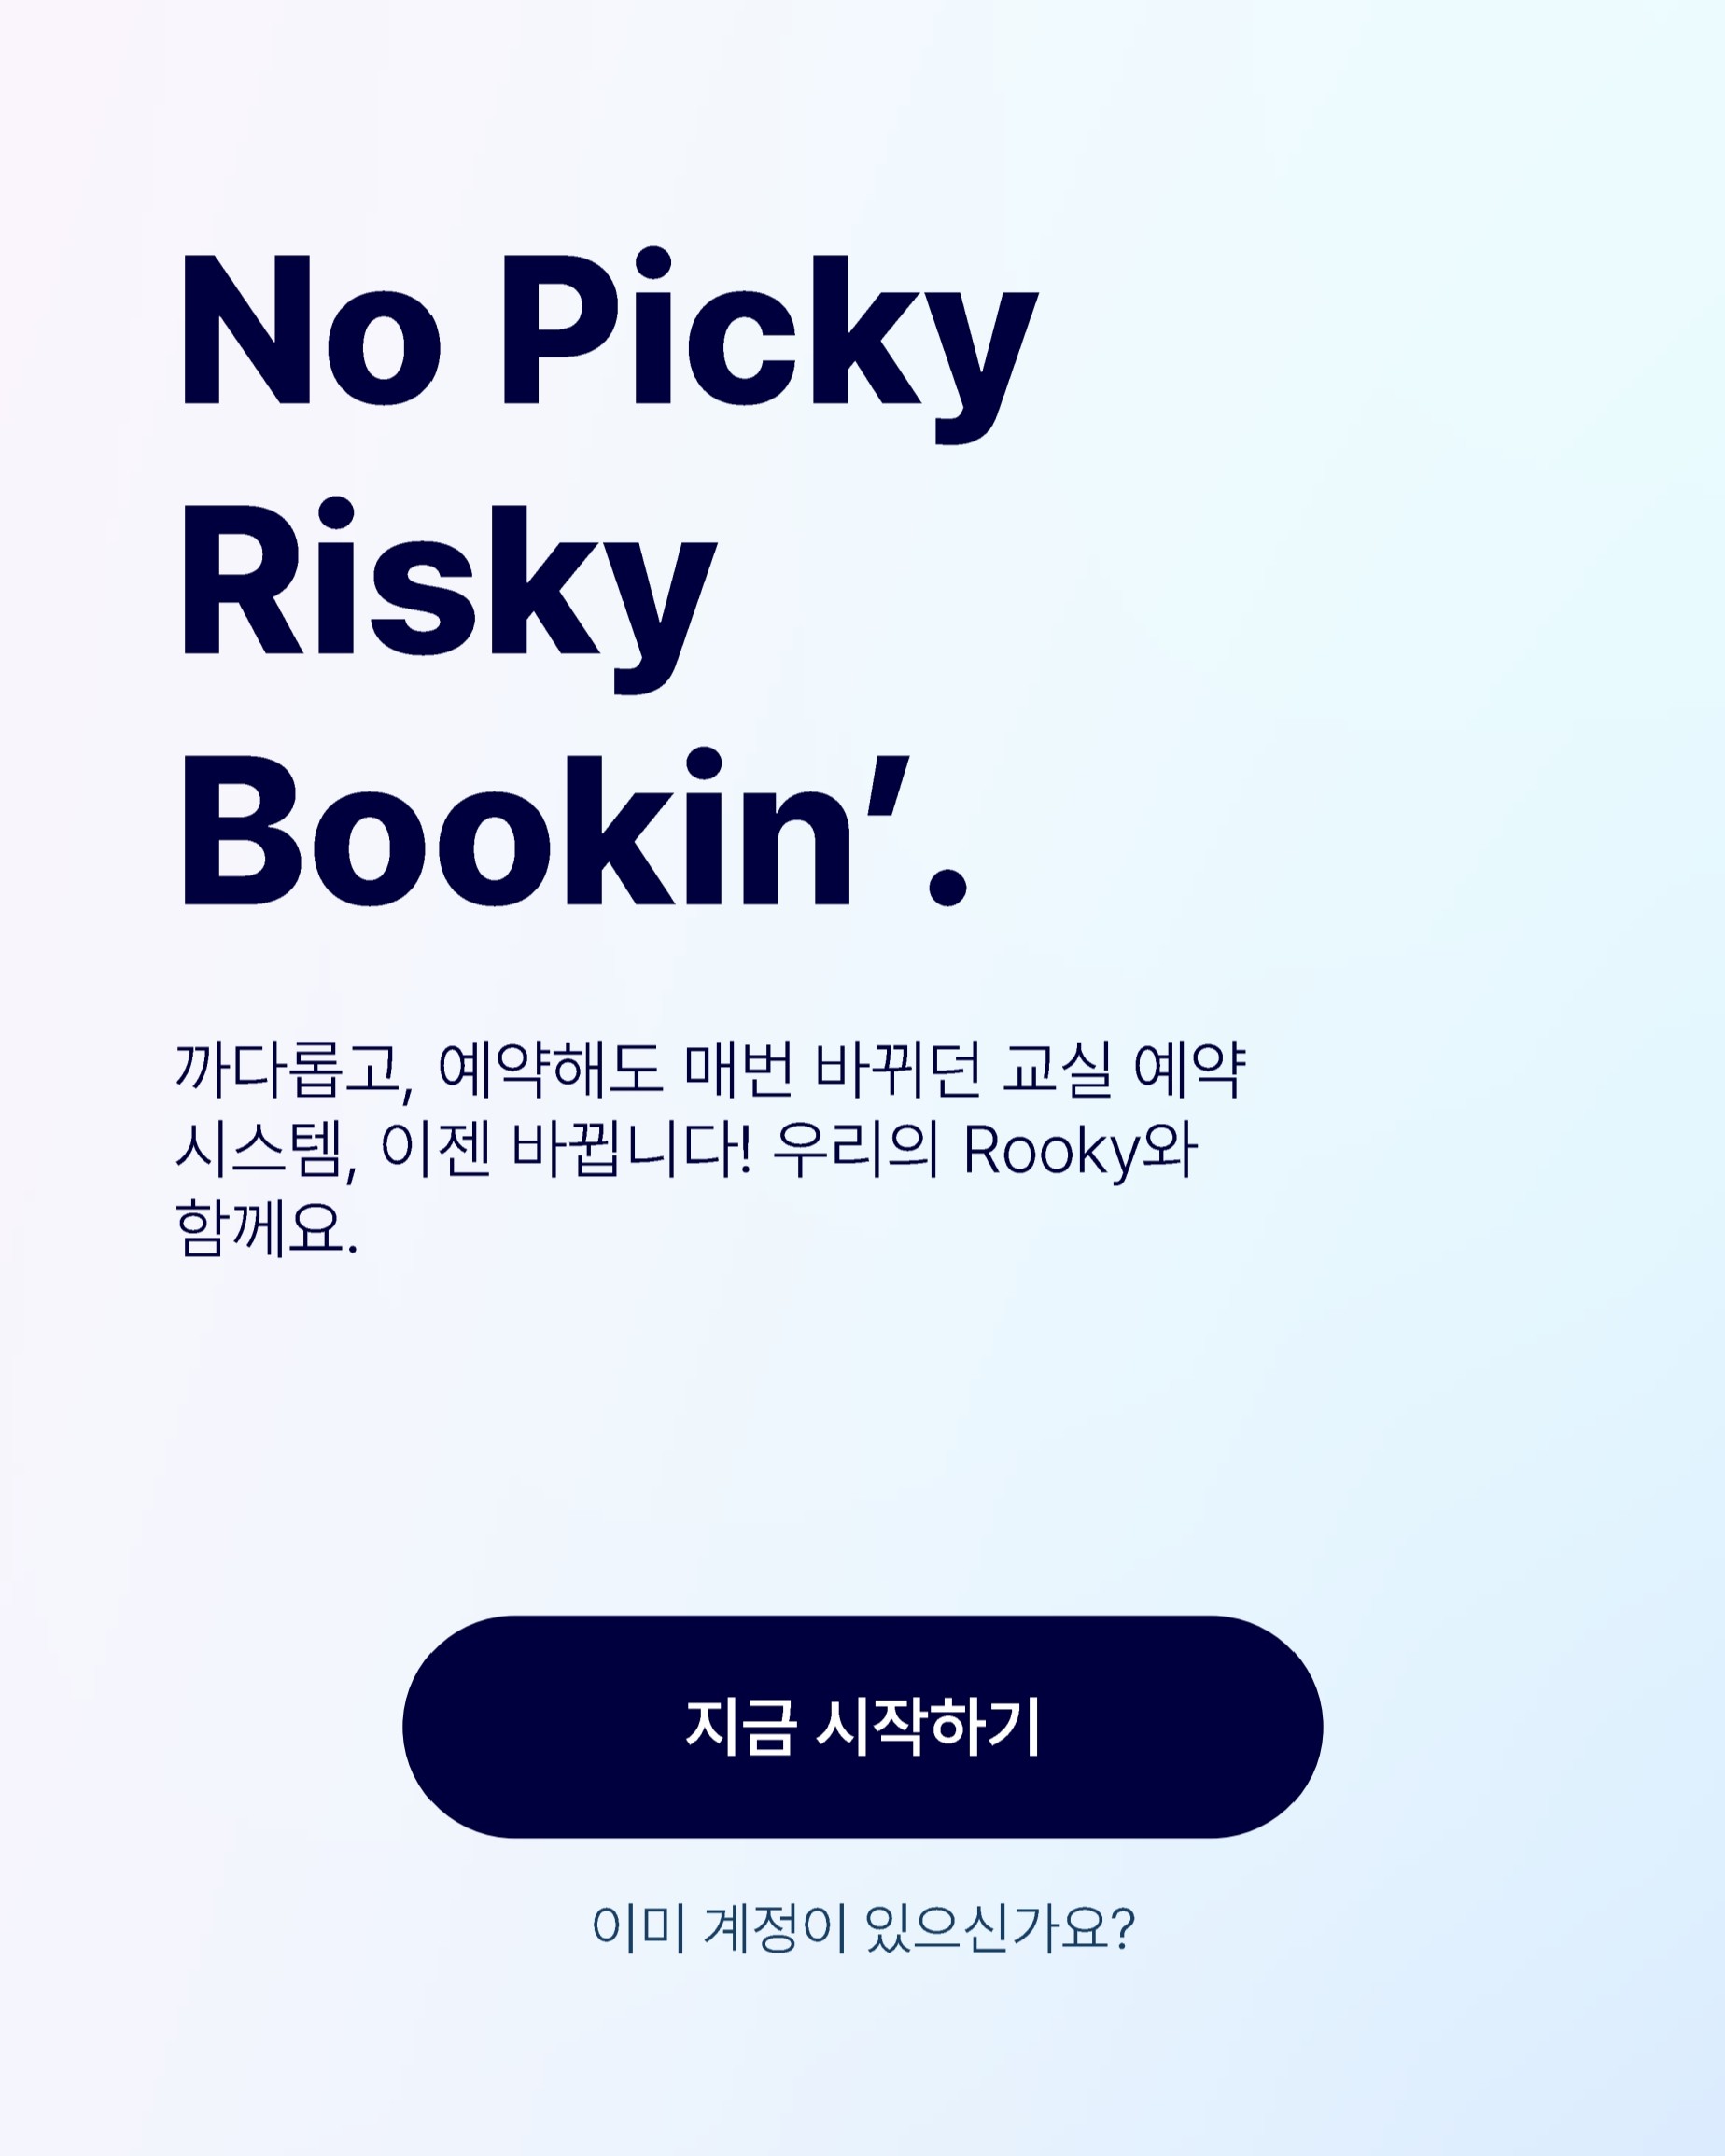 No Picky
Risky
Bookin’.
까다롭고, 예약해도 매번 바뀌던 교실 예약
시스템, 이젠 바뀝니다! 우리의 Rooky와
함께요.
지금 시작하기
이미 계정이 있으신가요?